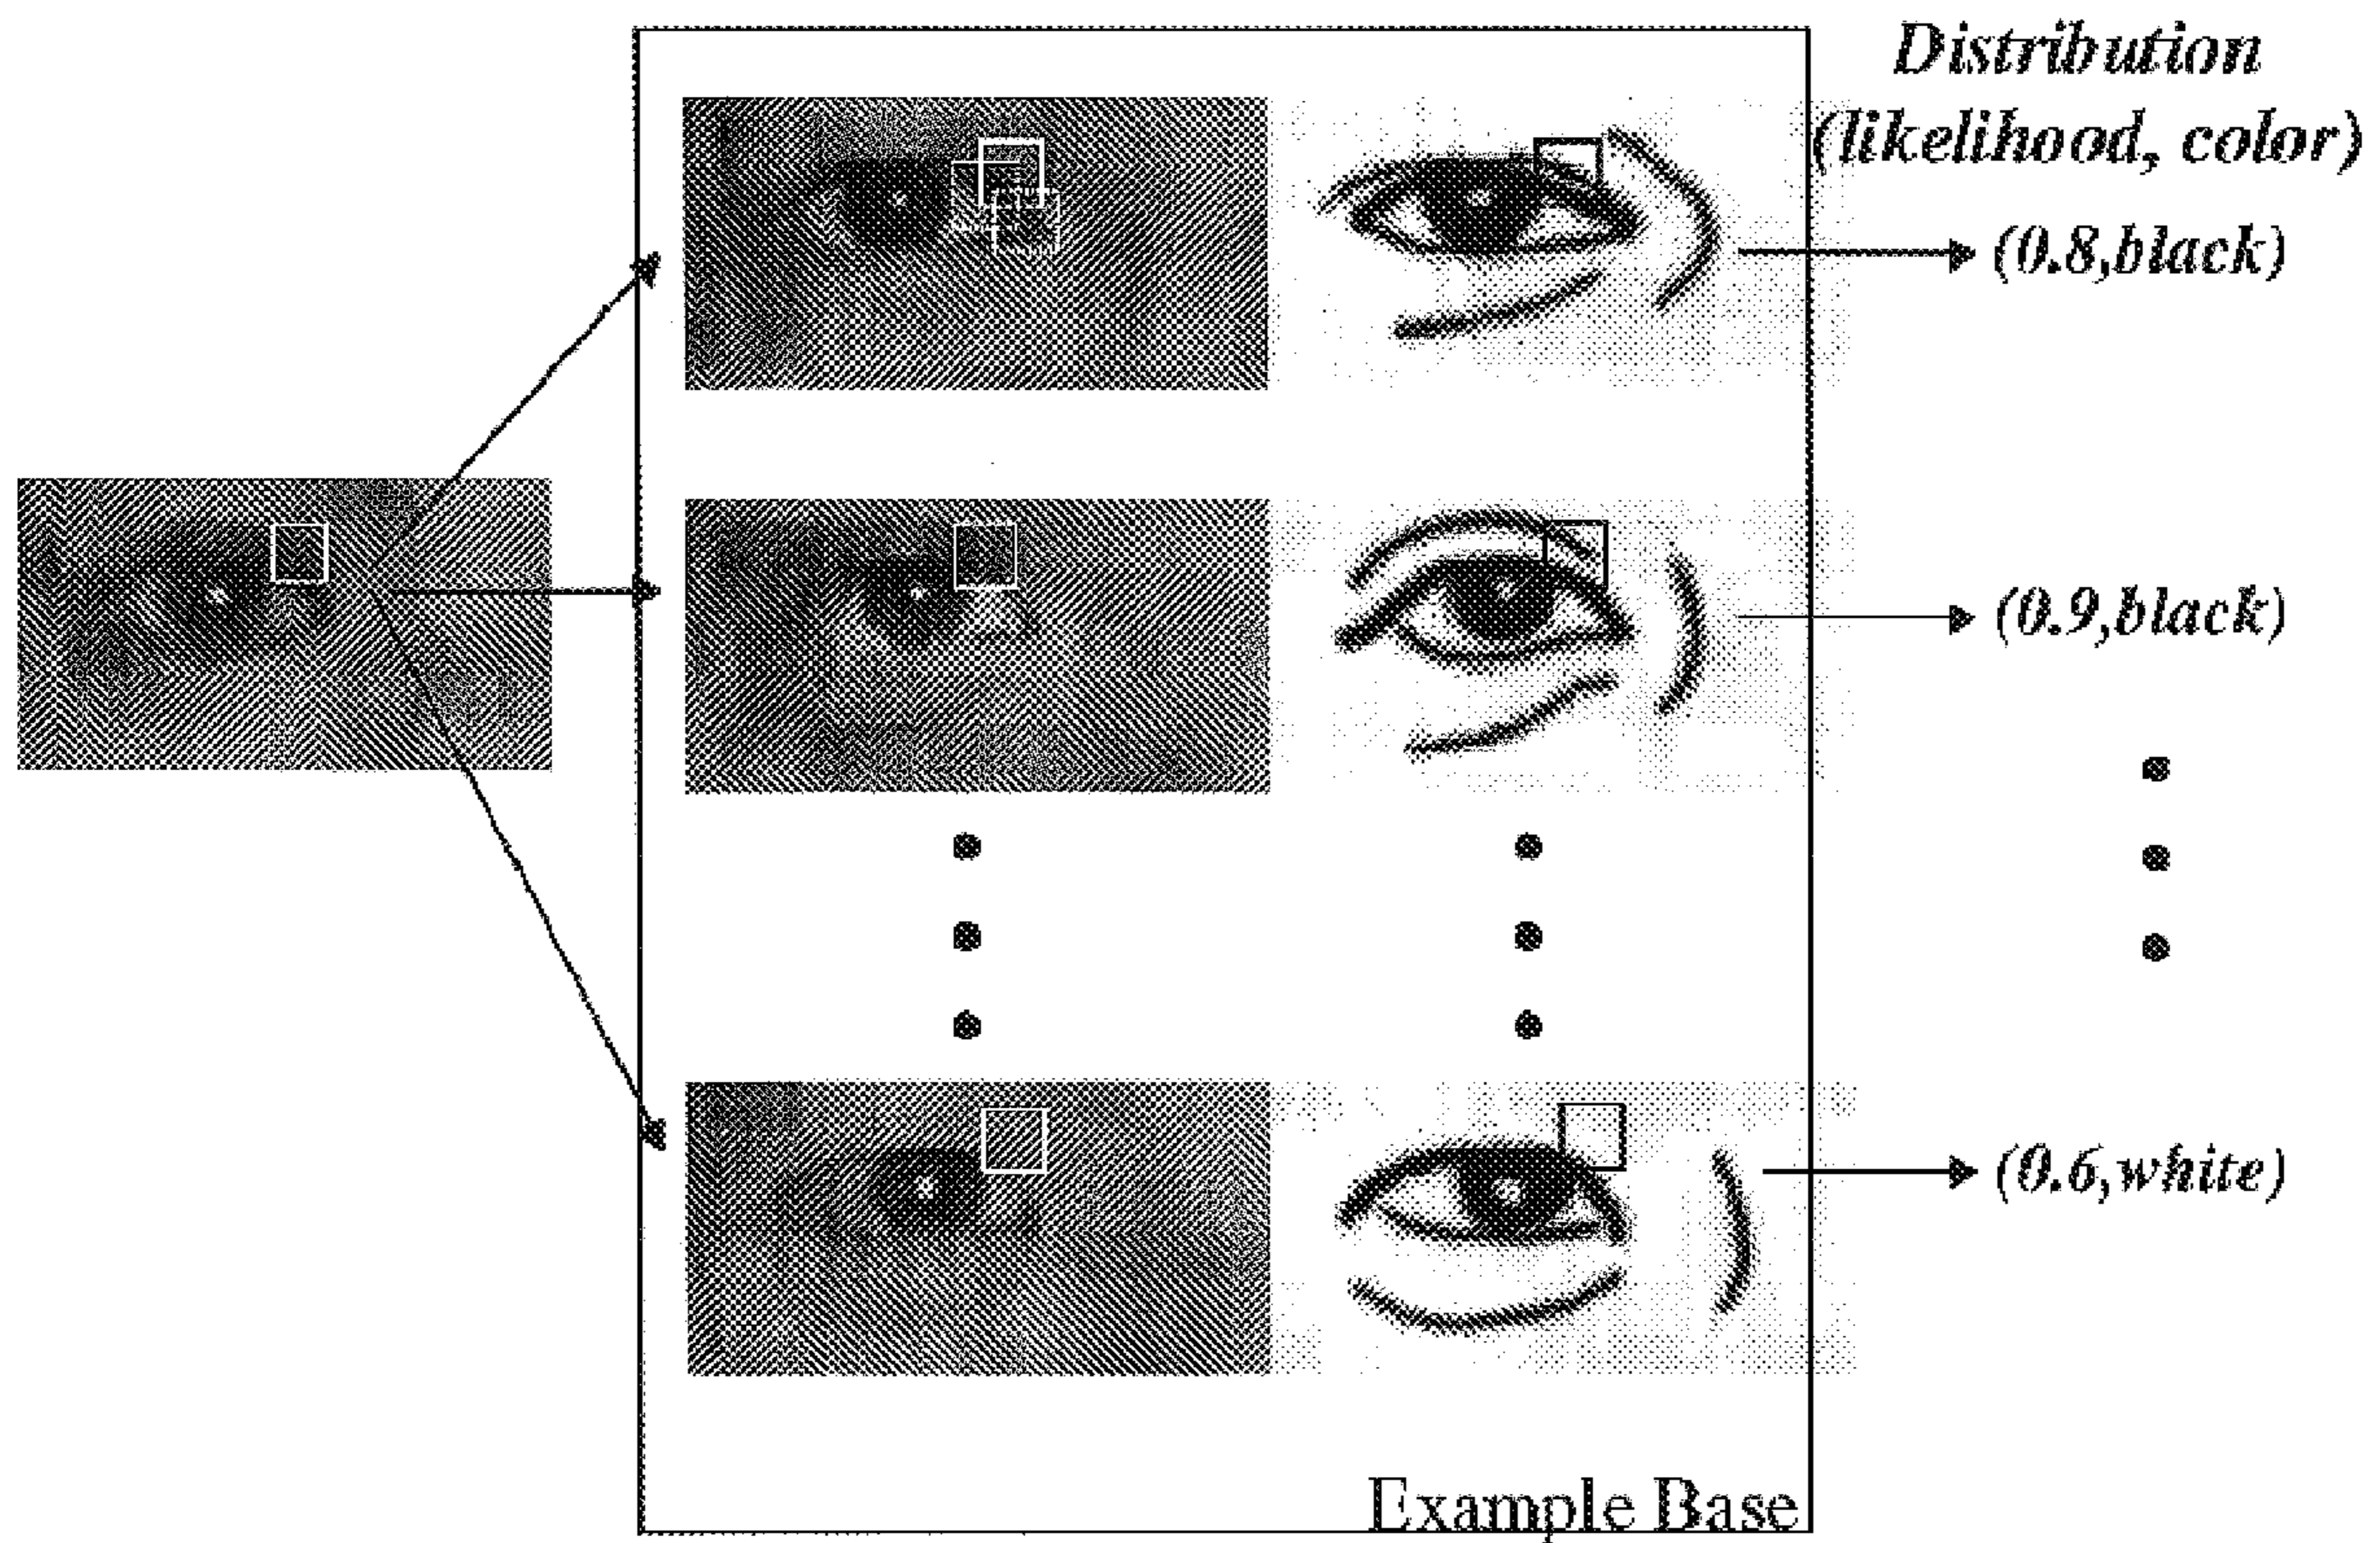 Distribution
(likelihood, color)
(0.8,black)
(0.9,black)
(0.6,white)
Example Base